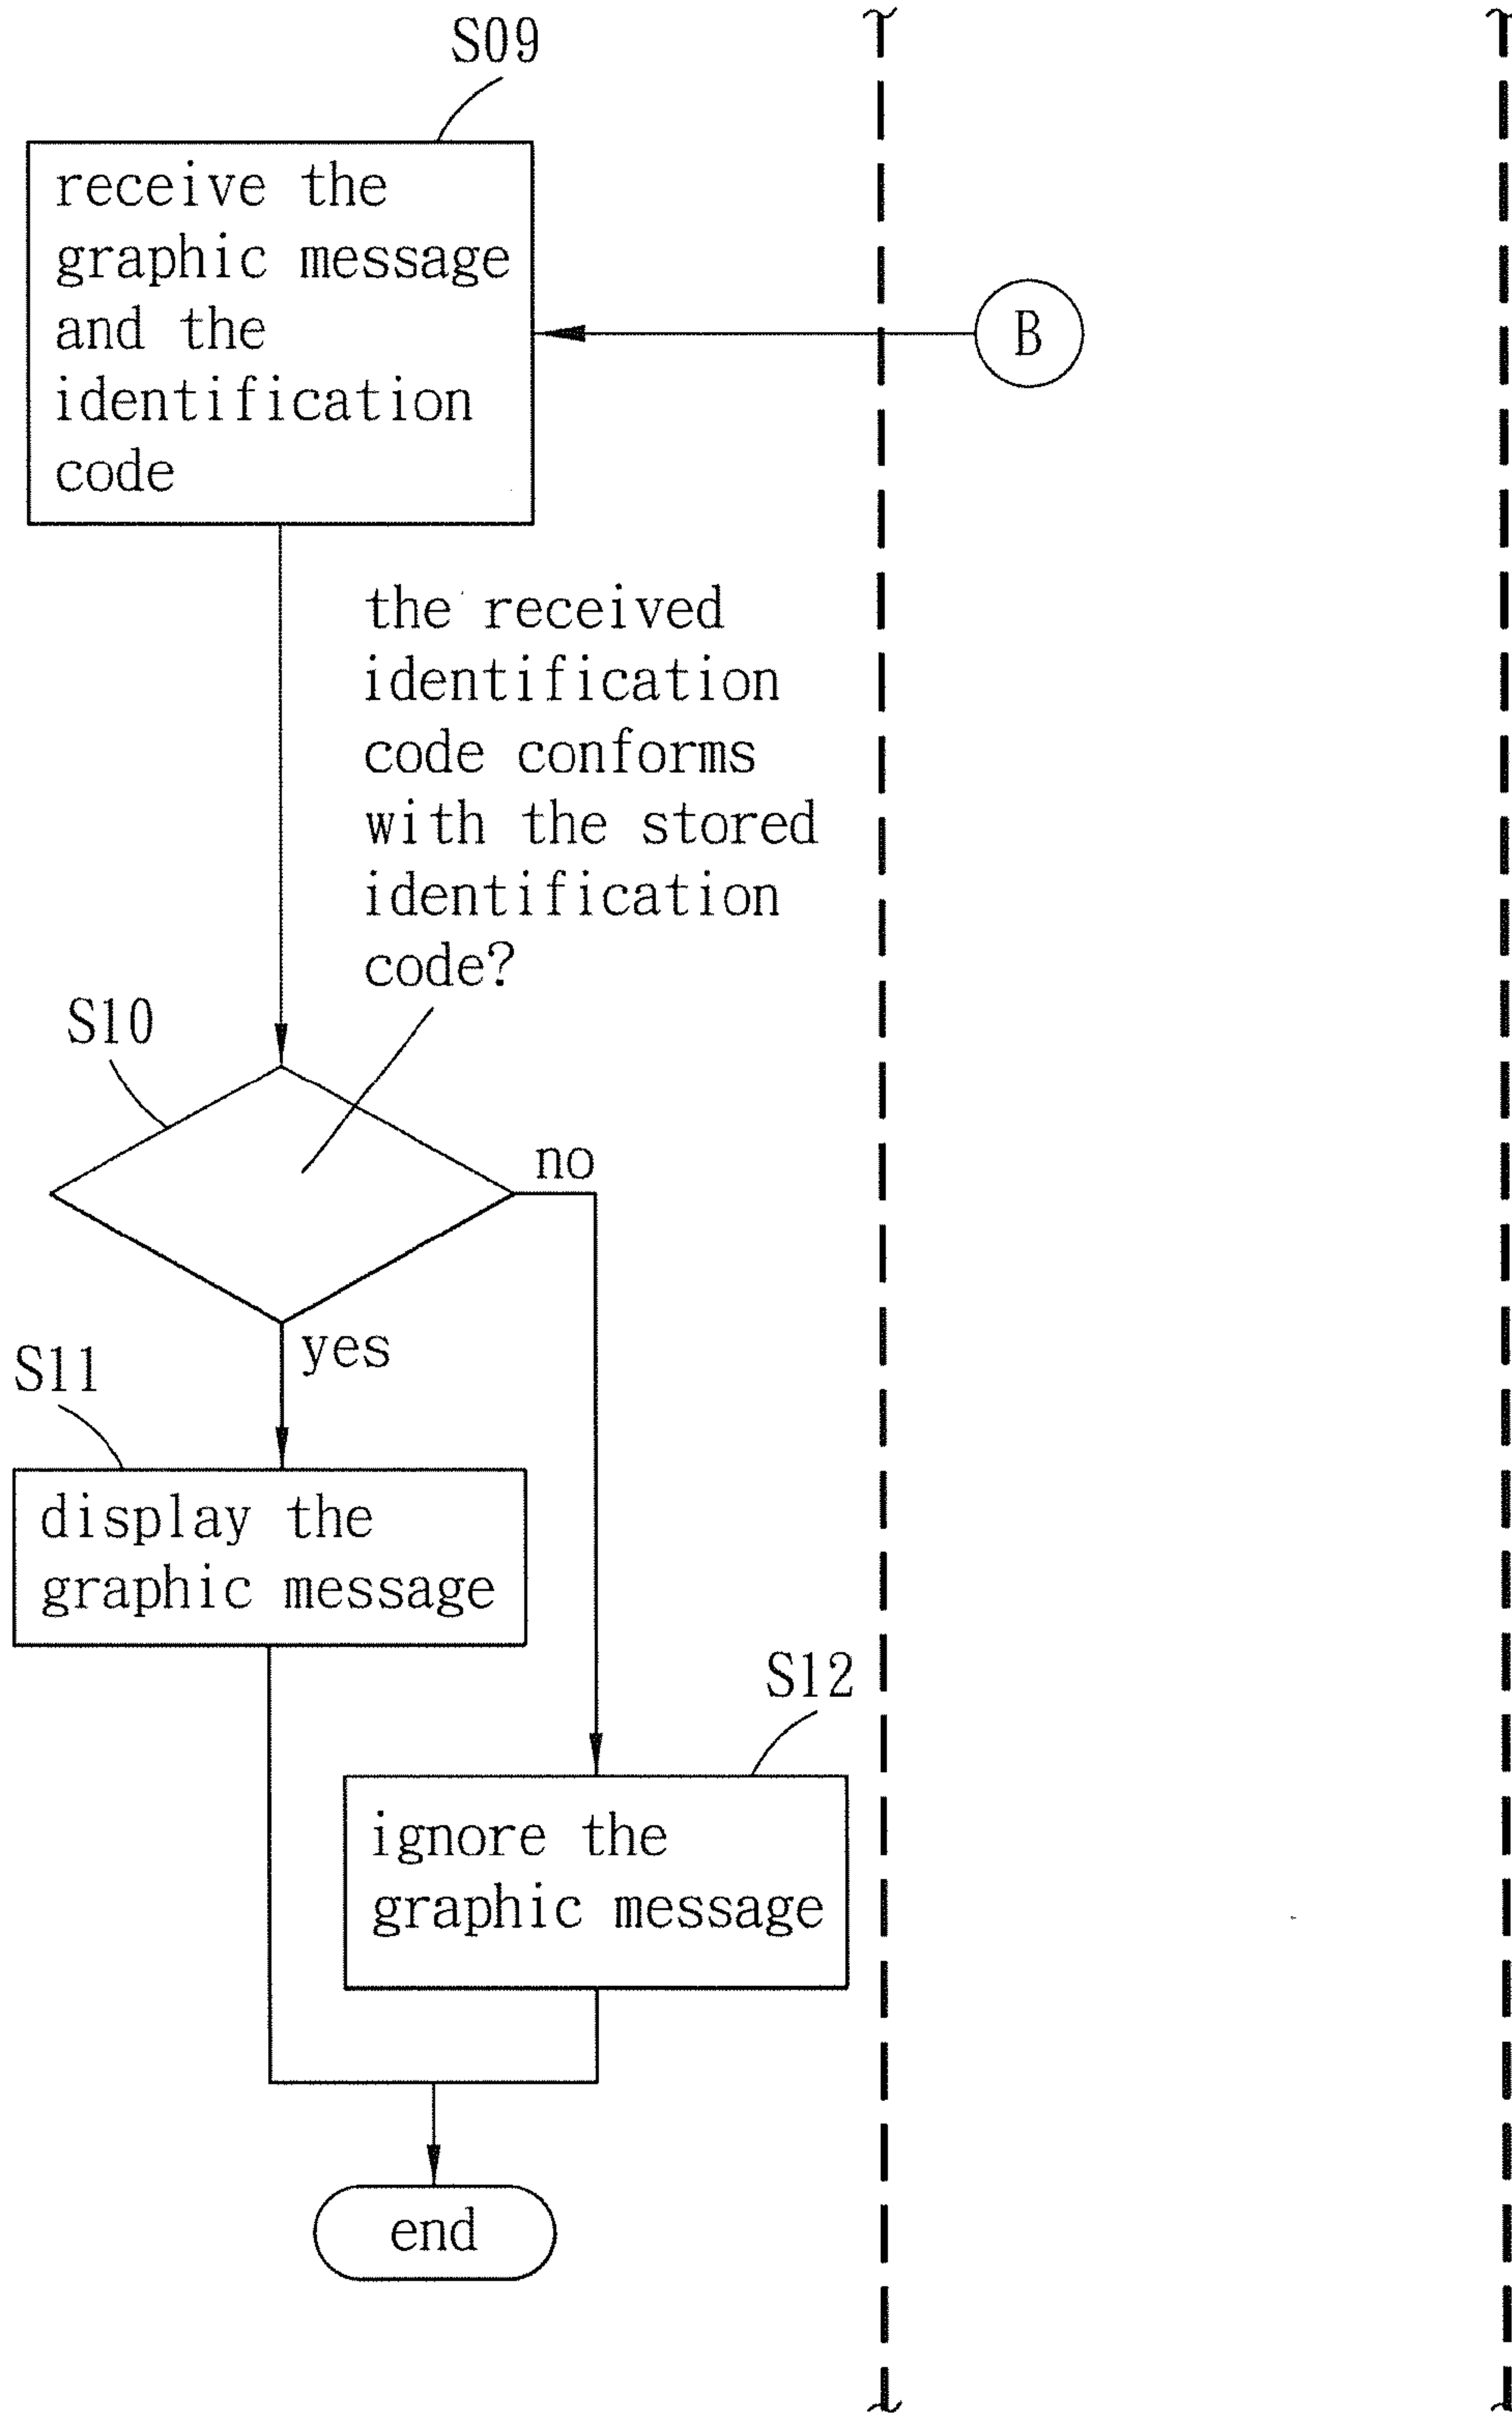 S09
receive the
graphic message
and the
identification
code
B
the received
identification
code conforms
with the stored
identification
code?
S10
no
yes
S11
display the
graphic message
S12
ignore the
graphic message
end